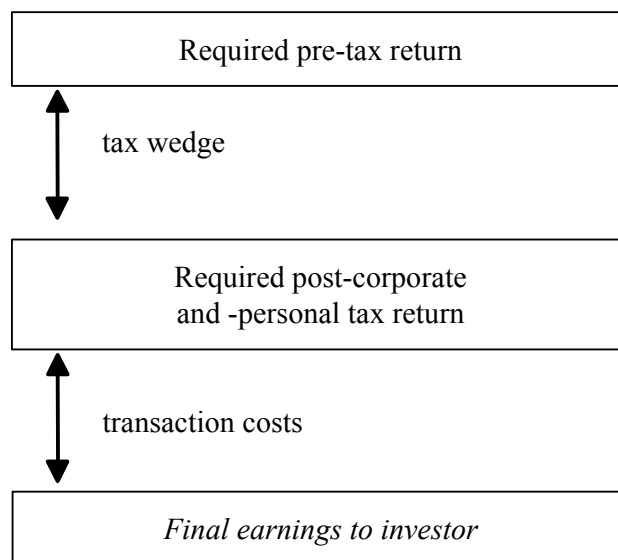 Required pre-tax return
tax wedge
Required post-corporate
and -personal tax return
transaction costs
Final earnings to investor